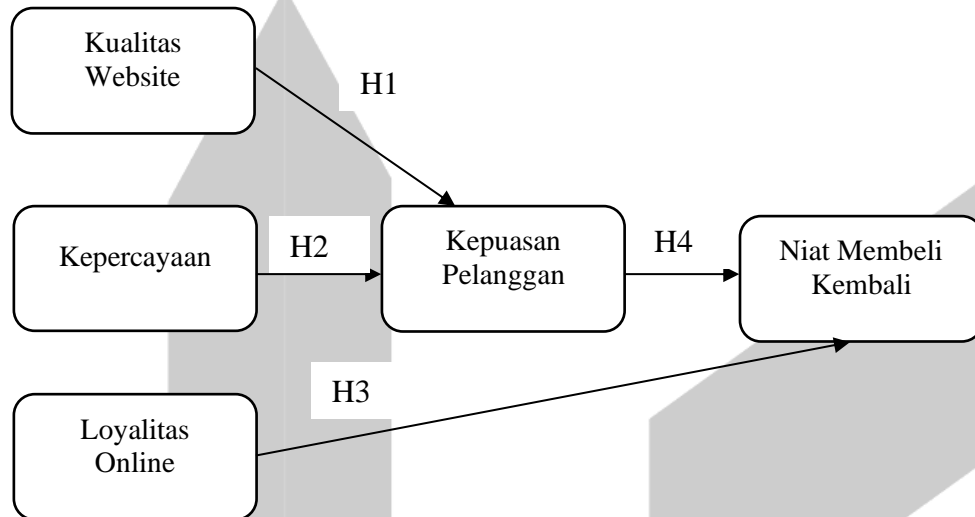 Kualitas
Website
H1
Kepercayaan
H2
Kepuasan
Pelanggan
H4
Niat Membeli
Kembali
H3
Loyalitas
Online